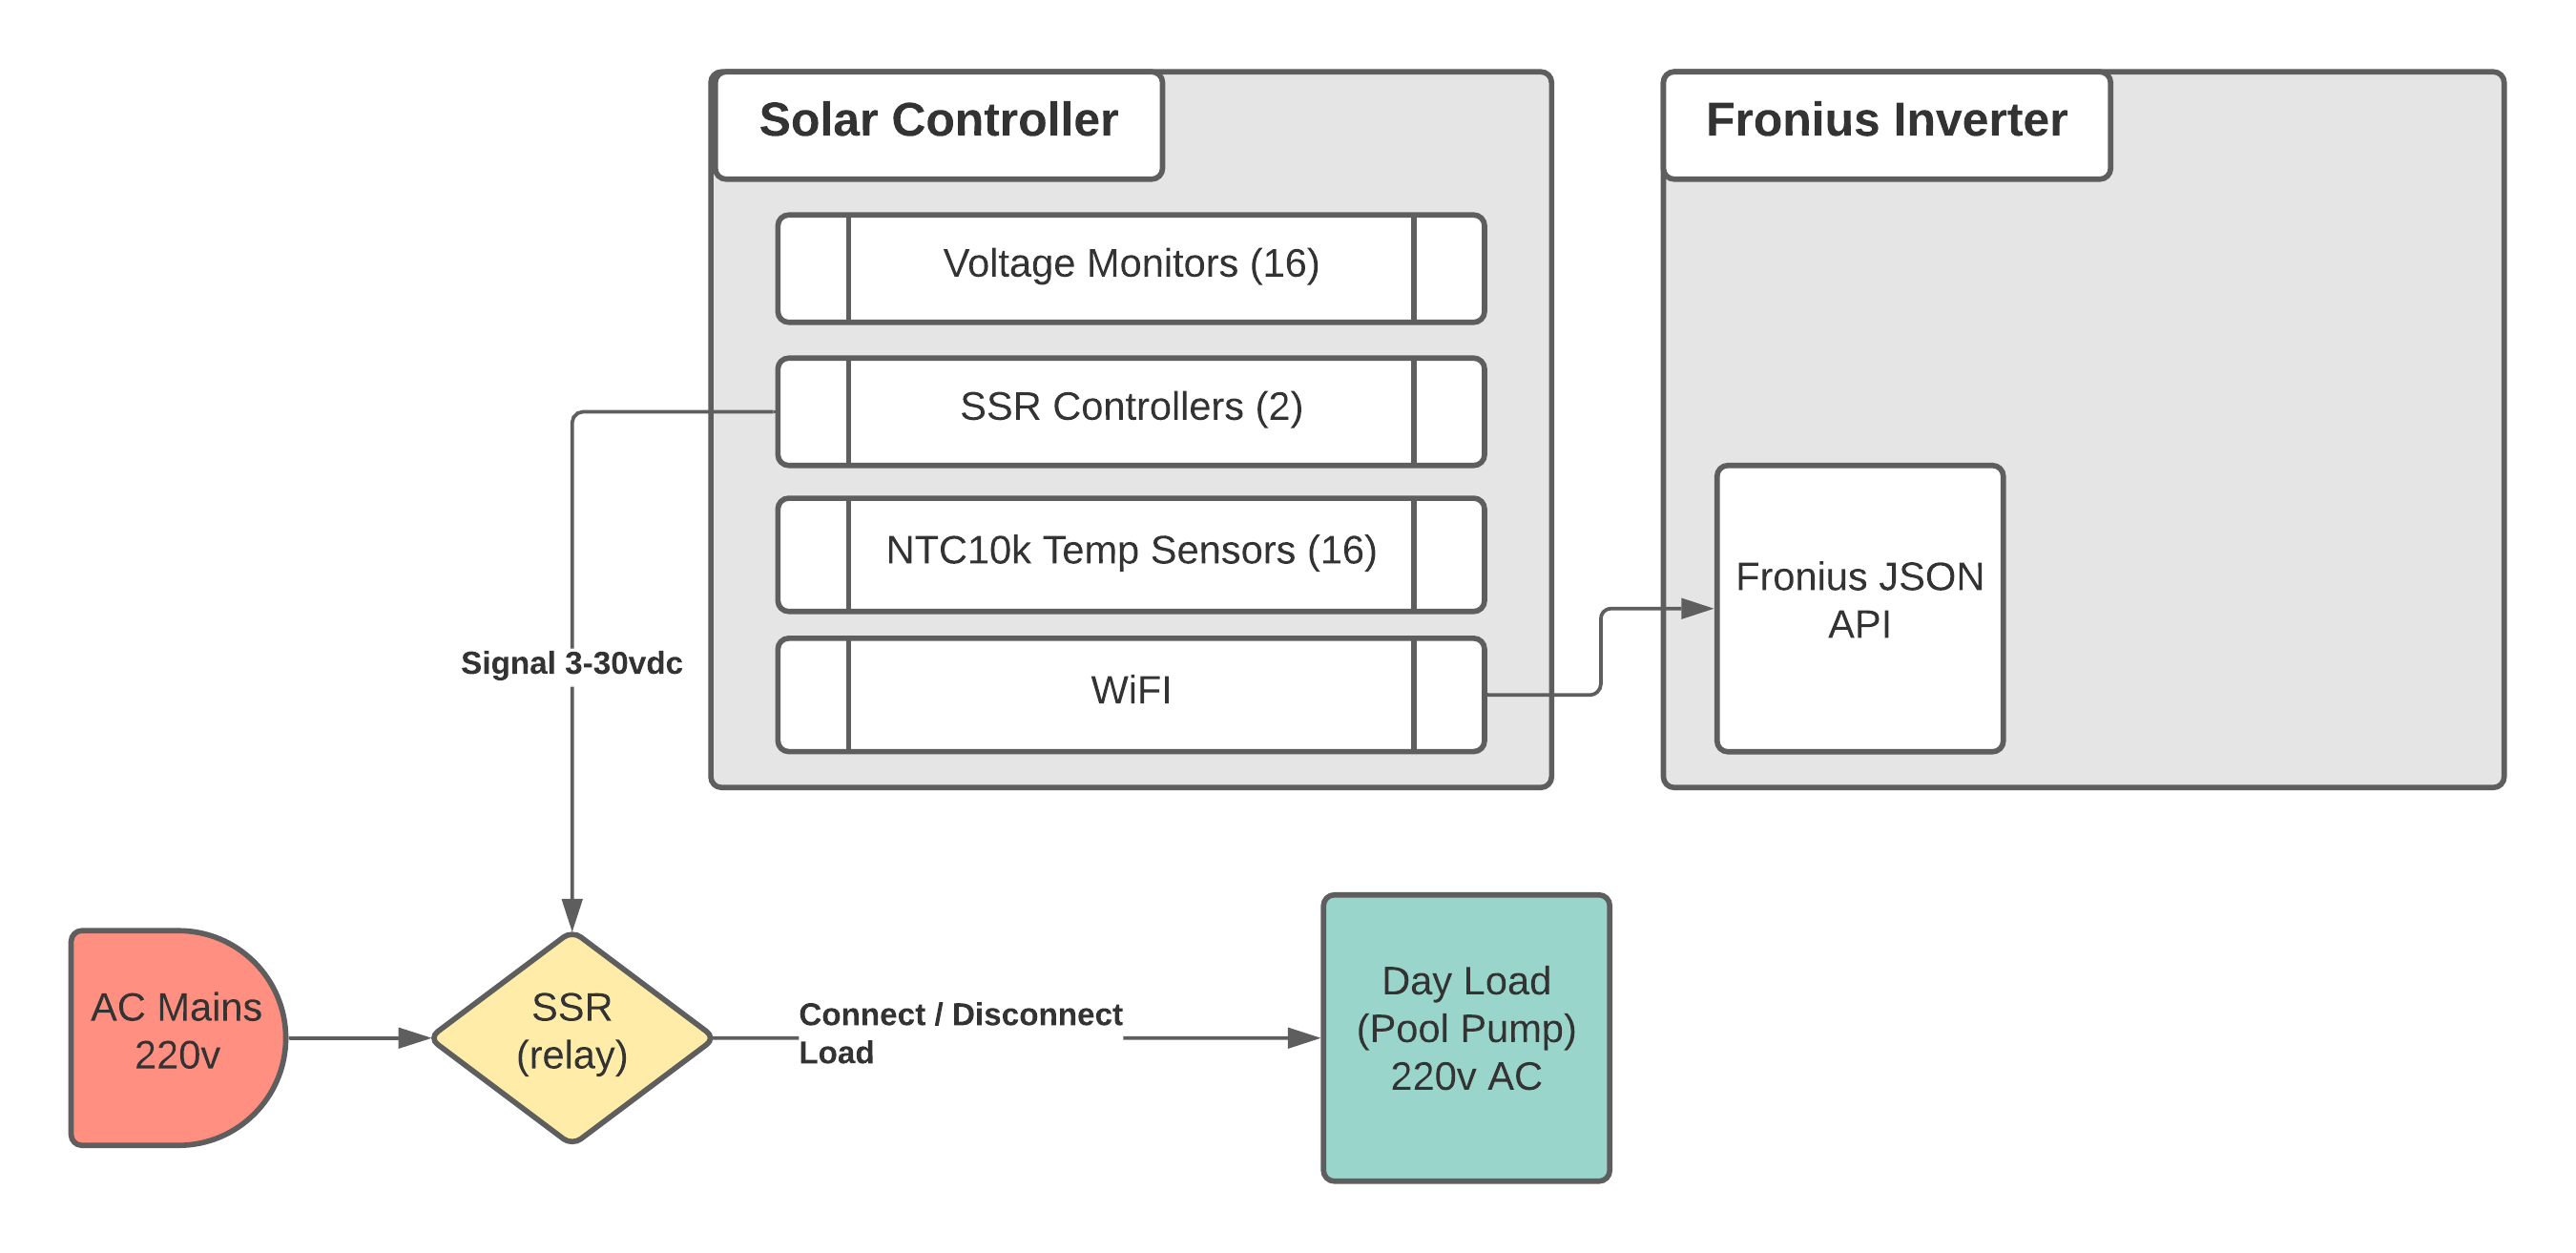 Solar Controller
Fronius Inverter
Voltage Monitors (16)
SSR Controllers (2)
NTC10k Temp Sensors (16)
WiFI
Fronius JSON
API
Signal 3-30vdc
AC Mains
220v
SSR
(relay)
Connect / Disconnect
Load
Day Load
(Pool Pump)
220v AC